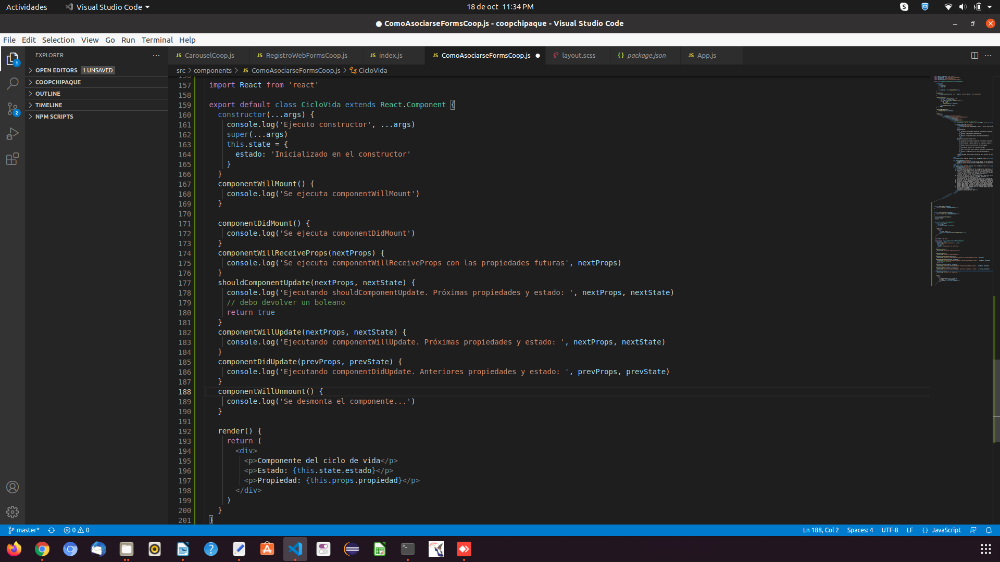 Actividades
Visual Studio Code
18 de oct 11:34 PM
● ComoAsociarseFormsCoop.js - coopchipaque - Visual Studio Code
File Edit Selection View Go Run Terminal Help
EXPLORER
OPEN EDITORS 1 UNSAVED
COOPCHIPAQUE
OUTLINE
TIMELINE
NPM SCRIPTS
1
2
JS CarouselCoop.js
JS RegistroWebFormsCoop.js
JS index.js
JS ComoAsociarseFormsCoop.js ●
layout.scss
{} package.json
JS App.js
src > components > JS ComoAsociarseFormsCoop.js > CicloVida
156
157 import React from 'react'
158
159 export default class CicloVida extends React.Component {
160 constructor(...args) {
161 console.log('Ejecuto constructor', ...args)
162 super(...args)
163 this.state = {
164 estado: 'Inicializado en el constructor'
165 }
166 }
167 componentWillMount() {
168 console.log('Se ejecuta componentWillMount')
169 }
170
171 componentDidMount() {
172 console.log('Se ejecuta componentDidMount')
173 }
174 componentWillReceiveProps(nextProps) {
175 console.log('Se ejecuta componentWillReceiveProps con las propiedades futuras', nextProps)
176 }
177 shouldComponentUpdate(nextProps, nextState) {
178 console.log('Ejecutando shouldComponentUpdate. Próximas propiedades y estado: ', nextProps, nextState)
179 // debo devolver un boleano
180 return true
181 }
182 componentWillUpdate(nextProps, nextState) {
183 console.log('Ejecutando componentWillUpdate. Próximas propiedades y estado: ', nextProps, nextState)
184 }
185 componentDidUpdate(prevProps, prevState) {
186 console.log('Ejecutando componentDidUpdate. Anteriores propiedades y estado: ', prevProps, prevState)
187 }
188 componentWillUnmount() {
189 console.log('Se desmonta el componente...')
190 }
191
192 render() {
193 return (
194 <div>
195 <p>Componente del ciclo de vida</p>
196 <p>Estado: {this.state.estado}</p>
197 <p>Propiedad: {this.props.propiedad}</p>
198 </div>
199 )
200 }
201 }
master* 0 0
Ln 188, Col 2 Spaces: 4 UTF-8 LF {} JavaScript